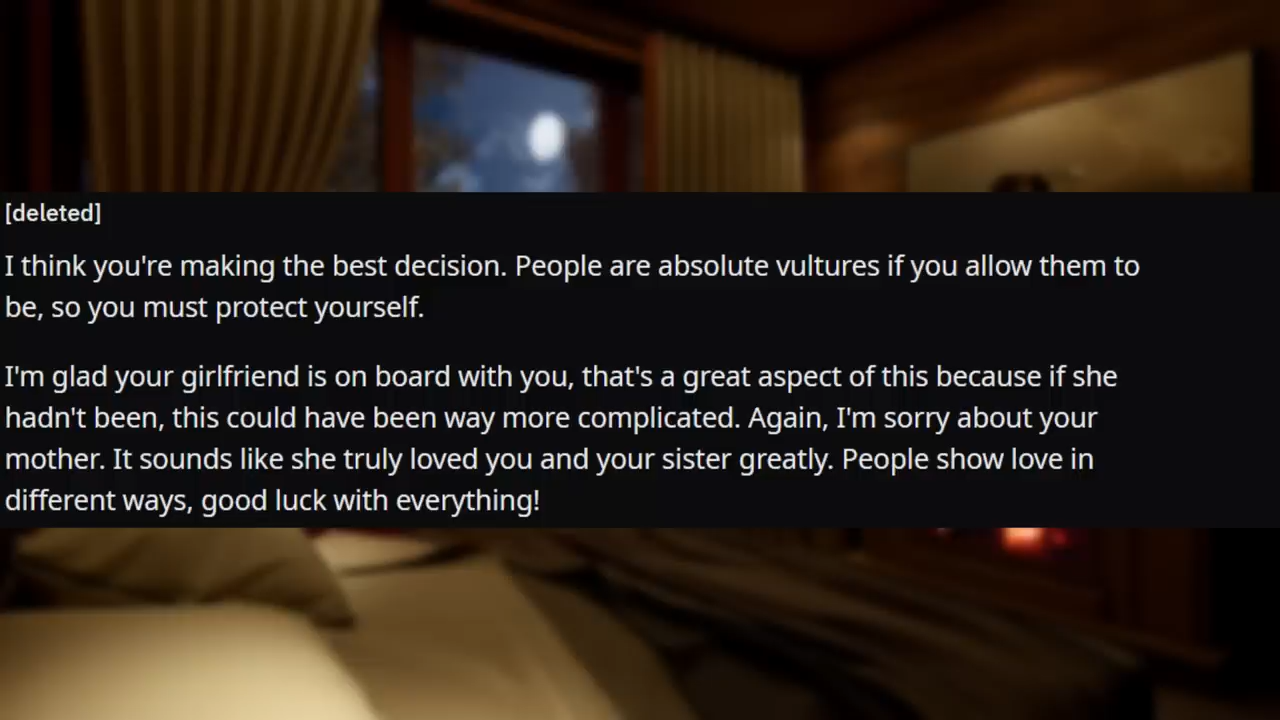 [deleted]
I think you're making the best decision. People are absolute vultures if you allow them to
be, so you must protect yourself.
I'm glad your girlfriend is on board with you, that's a great aspect of this because if she
hadn't been, this could have been way more complicated. Again, I'm sorry about your
mother. It sounds like she truly loved you and your sister greatly. People show love in
different ways, good luck with everything!